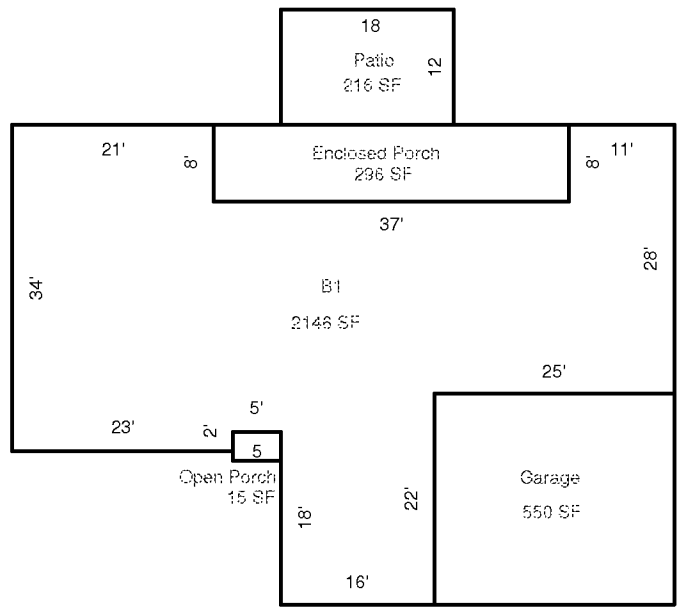 18
Patio
12
216 SF
21'
8'
Enclosed Porch
296 SF
8'
11'
37'
28'
34'
B1
2146 SF
25'
5'
23'
2'
5
Open Porch
15 SF
18'
22'
Garage
550 SF
16'